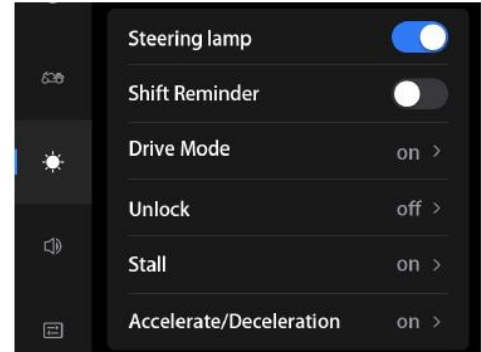 Steering lamp
Shift Reminder
Drive Mode on >
Unlock off >
Stall on >
Accelerate/Deceleration on >